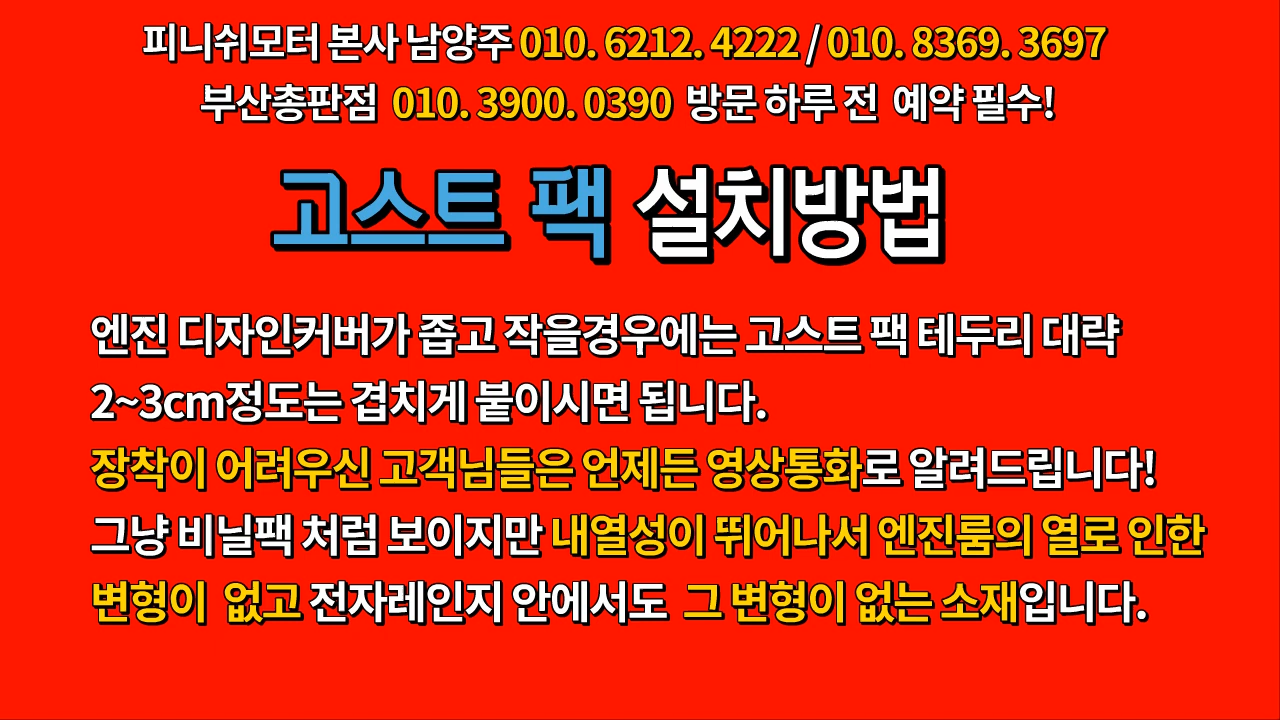 피니쉬모터 본사 남양주 010. 6212. 4222 / 010. 8369. 3697
부산총판점 010. 3900. 0390 방문 하루 전 예약 필수!
고스트 팩 설치방법
엔진 디자인커버가 좁고 작을경우에는 고스트 팩 테두리 대략
2~3cm정도는 겹치게 붙이시면 됩니다.
장착이 어려우신 고객님들은 언제든 영상통화로 알려드립니다!
그냥 비닐팩 처럼 보이지만 내열성이 뛰어나서 엔진룸의 열로 인한
변형이 없고 전자레인지 안에서도 그 변형이 없는 소재입니다.